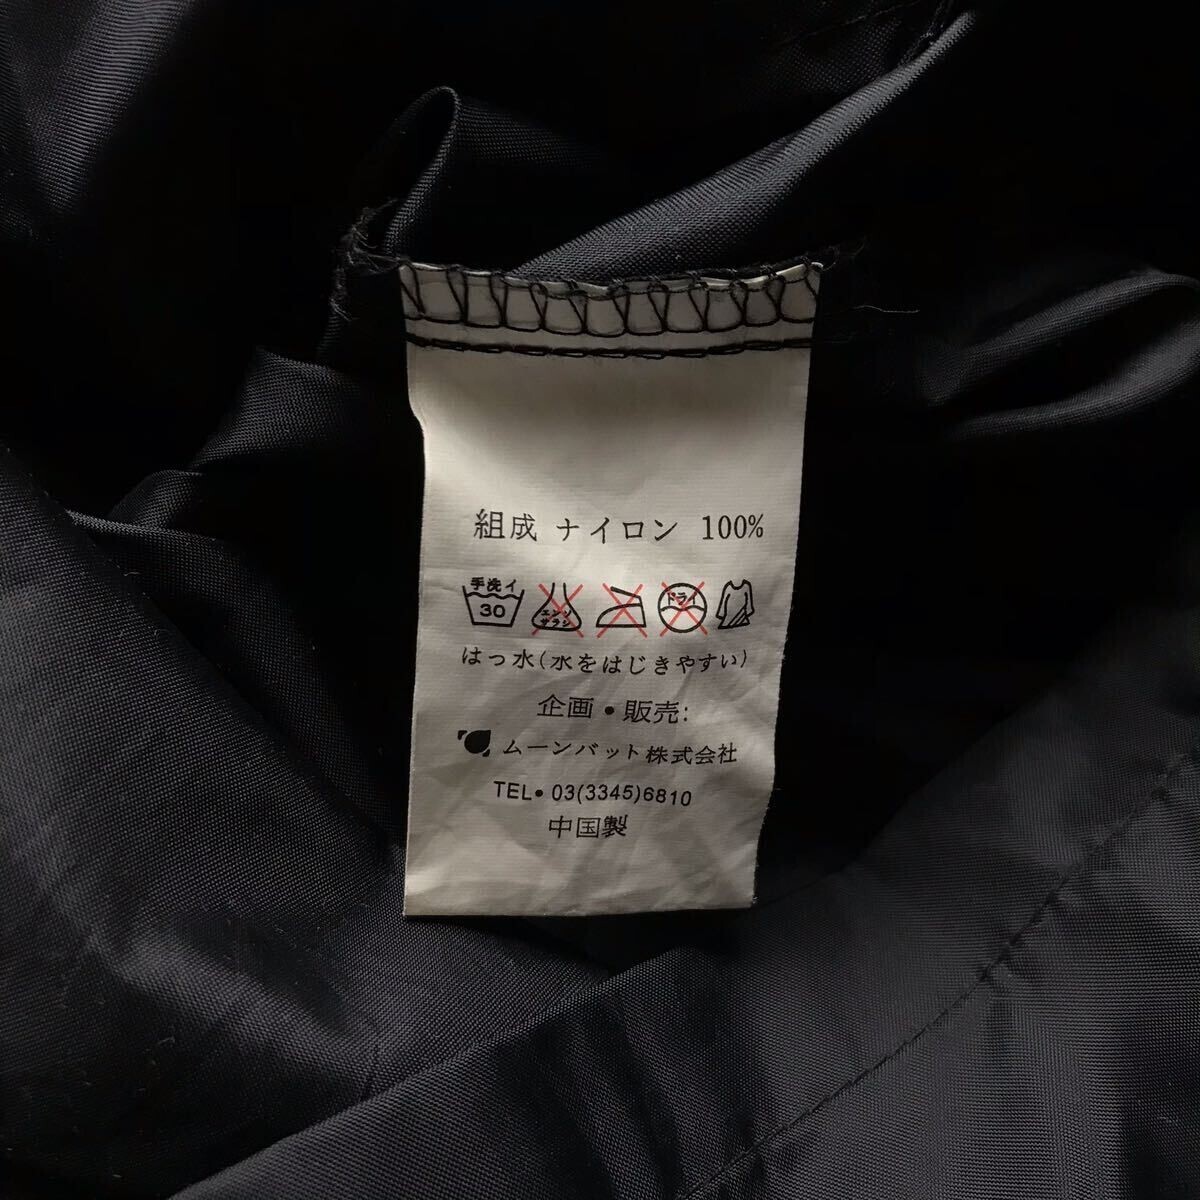 組成 ナイロン 100%
手洗イ 30 エンソ サラシ ドライ
はっ水(水をはじきやすい)
企画・販売:
ムーンバット株式会社
TEL• 03(3345)6810
中国製